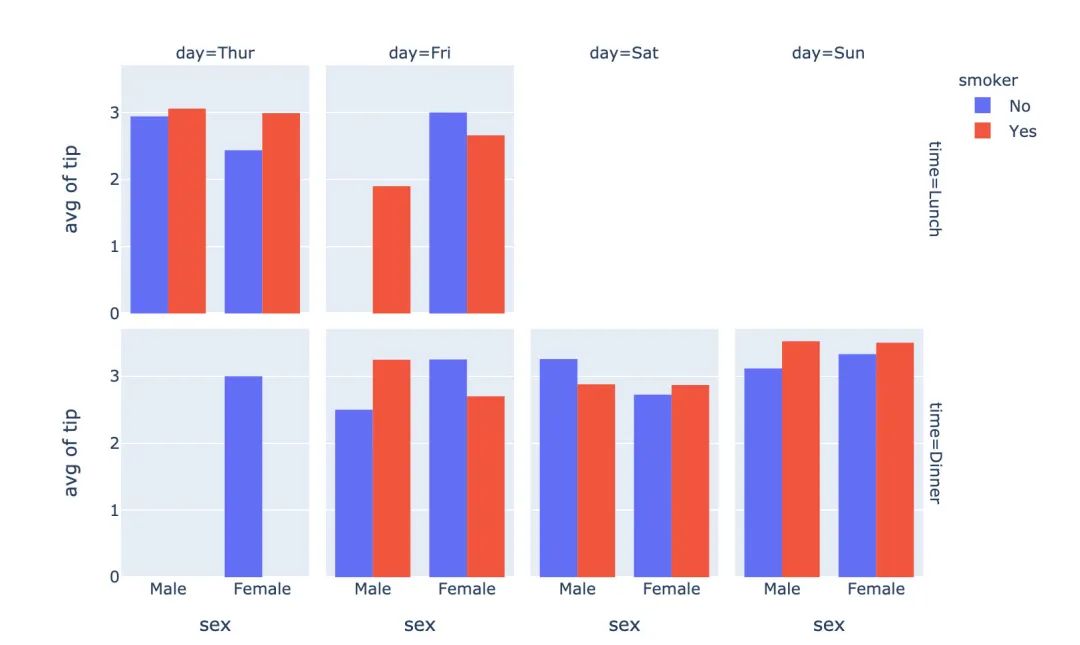 day=Thur day=Fri day=Sat day=Sun
smoker
No
Yes
avg of tip
3
2
1
0
time=Lunch
avg of tip
3
2
1
0
time=Dinner
Male Female Male Female Male Female Male Female
sex sex sex sex